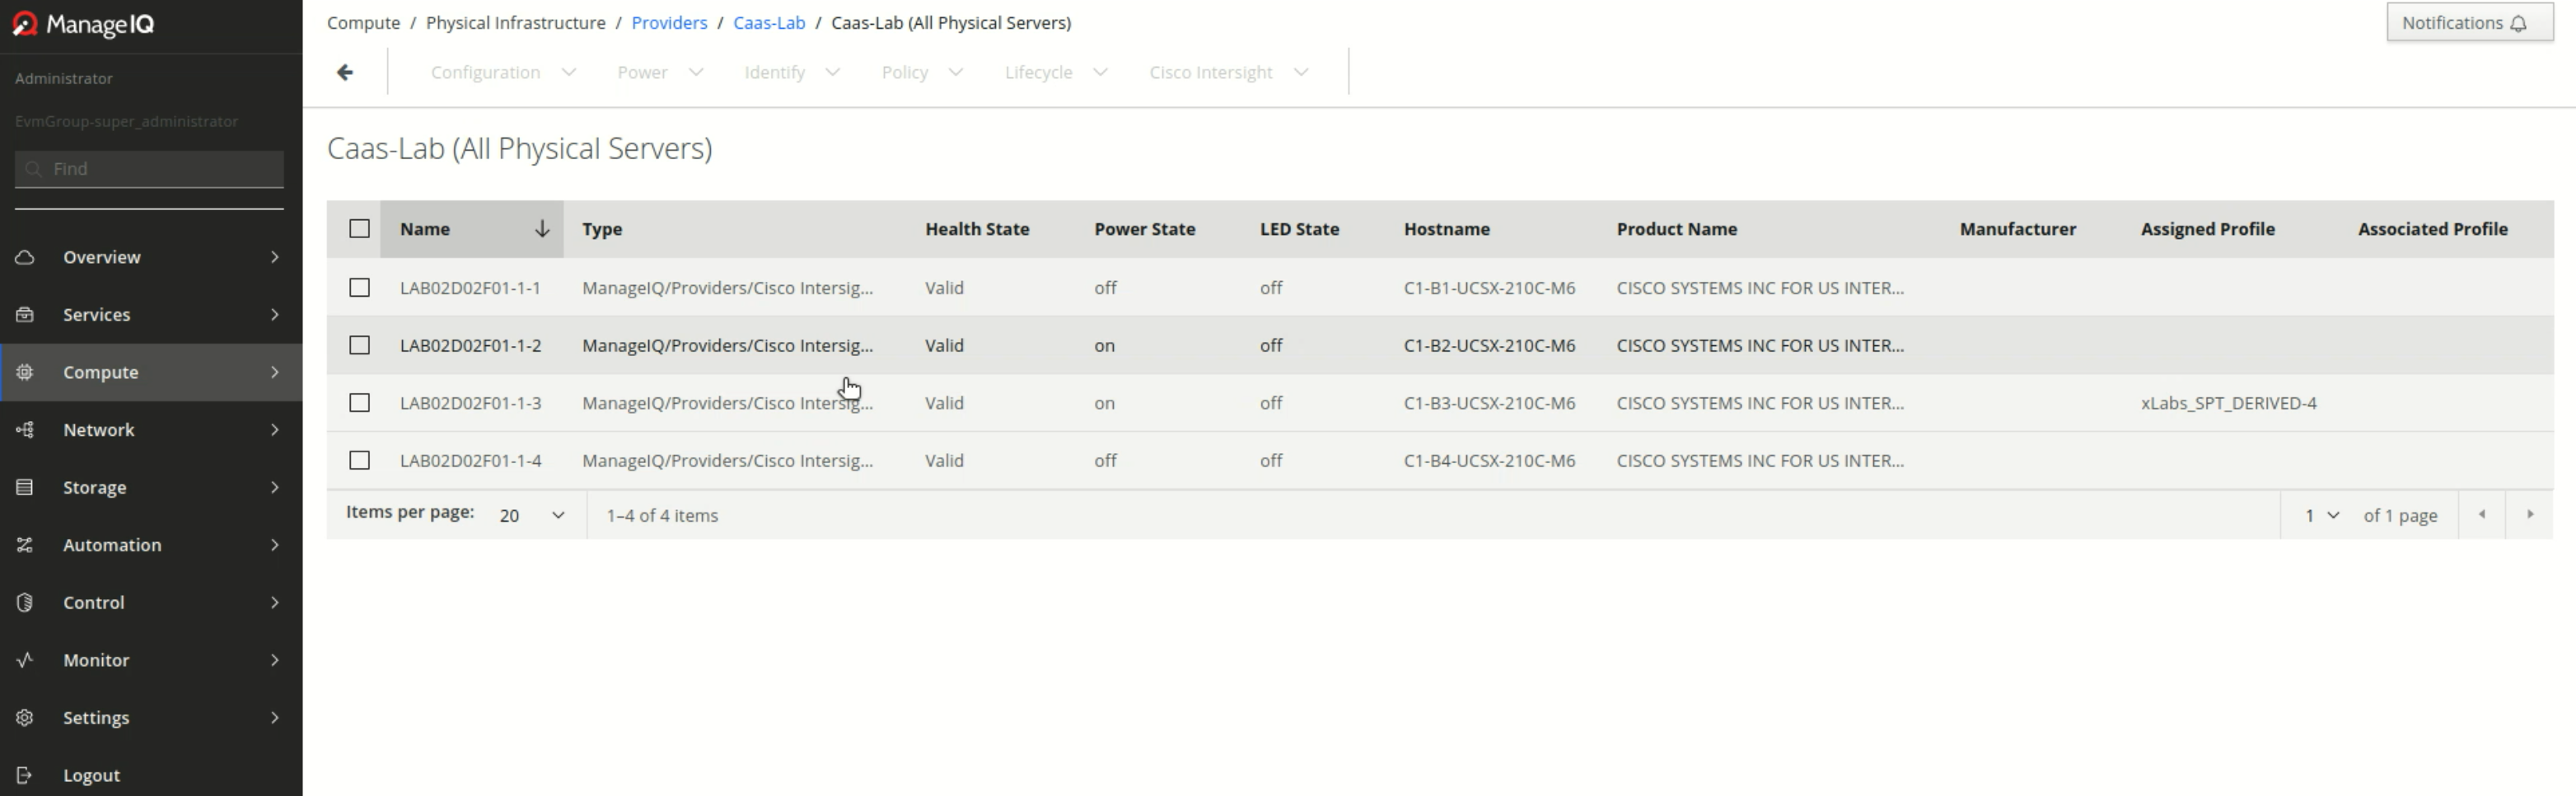 ManageIQ
Administrator
EvmGroup-super_administrator
Find
Overview
Services
Compute
Network
Storage
Automation
Control
Monitor
Settings
Logout
Compute / Physical Infrastructure / Providers / Caas-Lab / Caas-Lab (All Physical Servers)
Notifications
Configuration Power Identify Policy Lifecycle Cisco Intersight
Caas-Lab (All Physical Servers)
Name Type Health State Power State LED State Hostname Product Name Manufacturer Assigned Profile Associated Profile
LAB02D02F01-1-1 ManageIQ/Providers/Cisco Intersig... Valid off off C1-B1-UCSX-210C-M6 CISCO SYSTEMS INC FOR US INTER...
LAB02D02F01-1-2 ManageIQ/Providers/Cisco Intersig... Valid on off C1-B2-UCSX-210C-M6 CISCO SYSTEMS INC FOR US INTER...
LAB02D02F01-1-3 ManageIQ/Providers/Cisco Intersig... Valid on off C1-B3-UCSX-210C-M6 CISCO SYSTEMS INC FOR US INTER... xLabs_SPT_DERIVED-4
LAB02D02F01-1-4 ManageIQ/Providers/Cisco Intersig... Valid off off C1-B4-UCSX-210C-M6 CISCO SYSTEMS INC FOR US INTER...
Items per page: 20 1–4 of 4 items 1 of 1 page